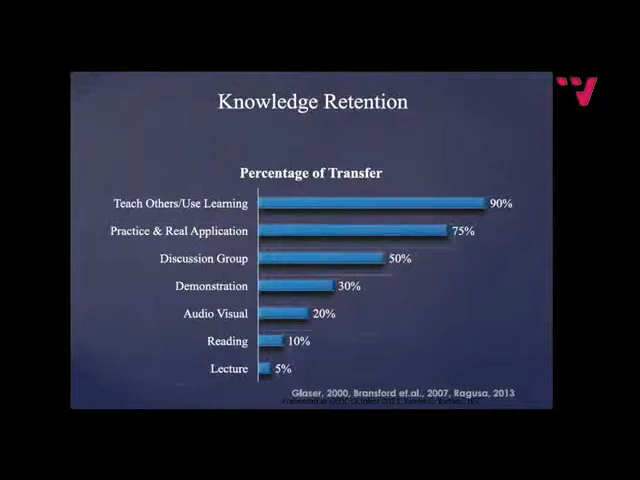 Knowledge Retention
Percentage of Transfer
Teach Others/Use Learning 90%
Practice & Real Application 75%
Discussion Group 50%
Demonstration 30%
Audio Visual 20%
Reading 10%
Lecture 5%
Glaser, 2000, Bransford et.al., 2007, Ragusa, 2013